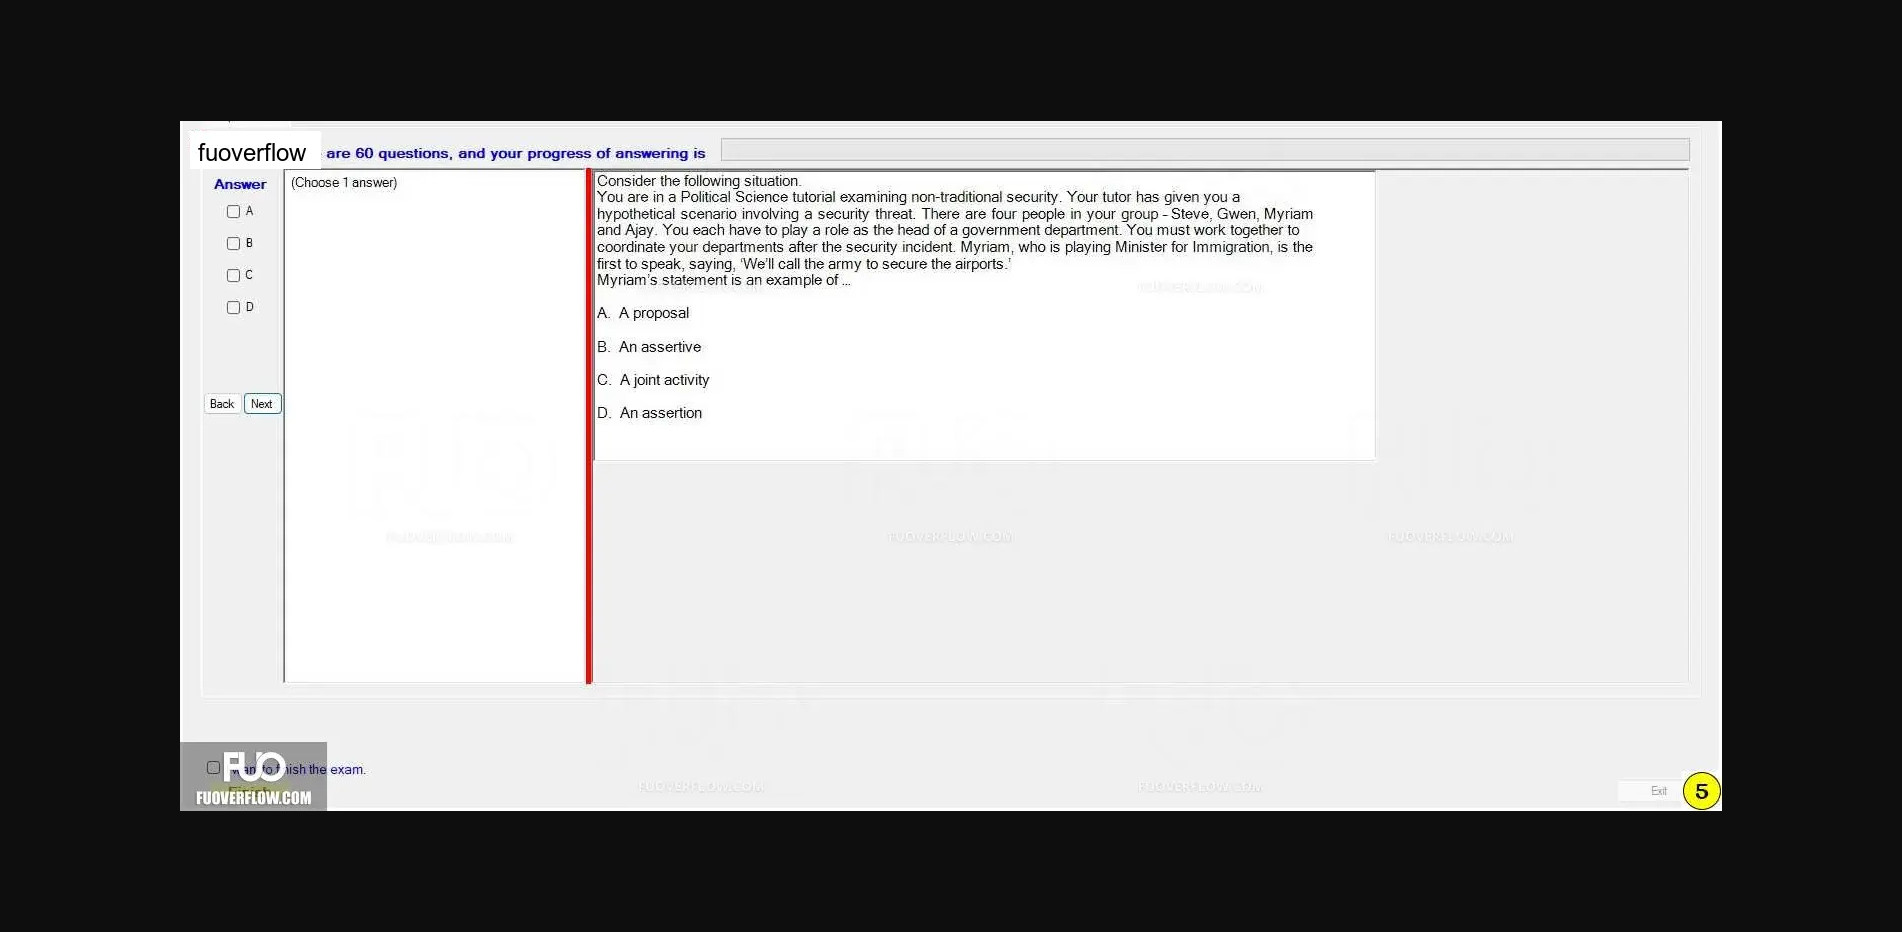 fuoverflow are 60 questions, and your progress of answering is
Answer
(Choose 1 answer)
A
B
C
D
Back Next
Consider the following situation.
You are in a Political Science tutorial examining non-traditional security. Your tutor has given you a
hypothetical scenario involving a security threat. There are four people in your group - Steve, Gwen, Myriam
and Ajay. You each have to play a role as the head of a government department. You must work together to
coordinate your departments after the security incident. Myriam, who is playing Minister for Immigration, is the
first to speak, saying, 'We'll call the army to secure the airports.'
Myriam's statement is an example of ...
A. A proposal
B. An assertive
C. A joint activity
D. An assertion
FUOVERFLOW.COM
FUOVERFLOW.COM
FUOVERFLOW.COM
FUOVERFLOW.COM
want to finish the exam.
Finish
FUO
FUOVERFLOW.COM
FUOVERFLOW.COM
FUOVERFLOW.COM
Exit
5